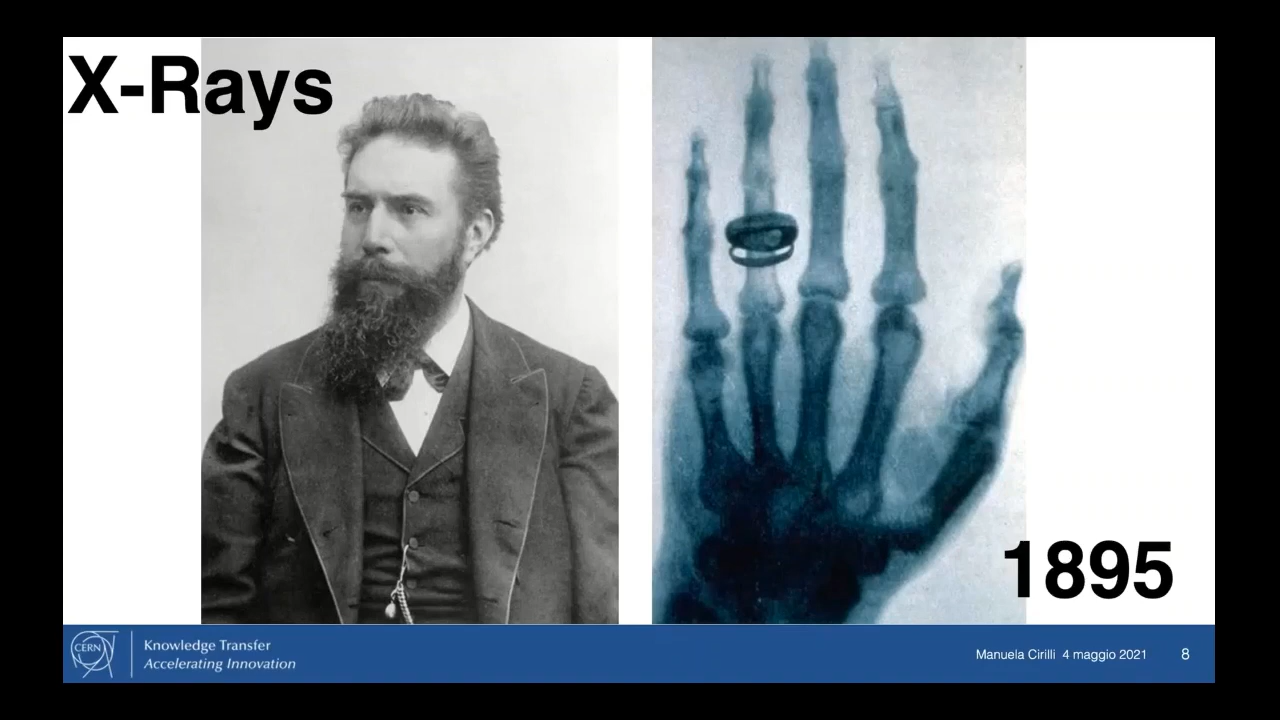 X-Rays
1895
CERN
Knowledge Transfer
Accelerating Innovation
Manuela Cirilli 4 maggio 2021
8